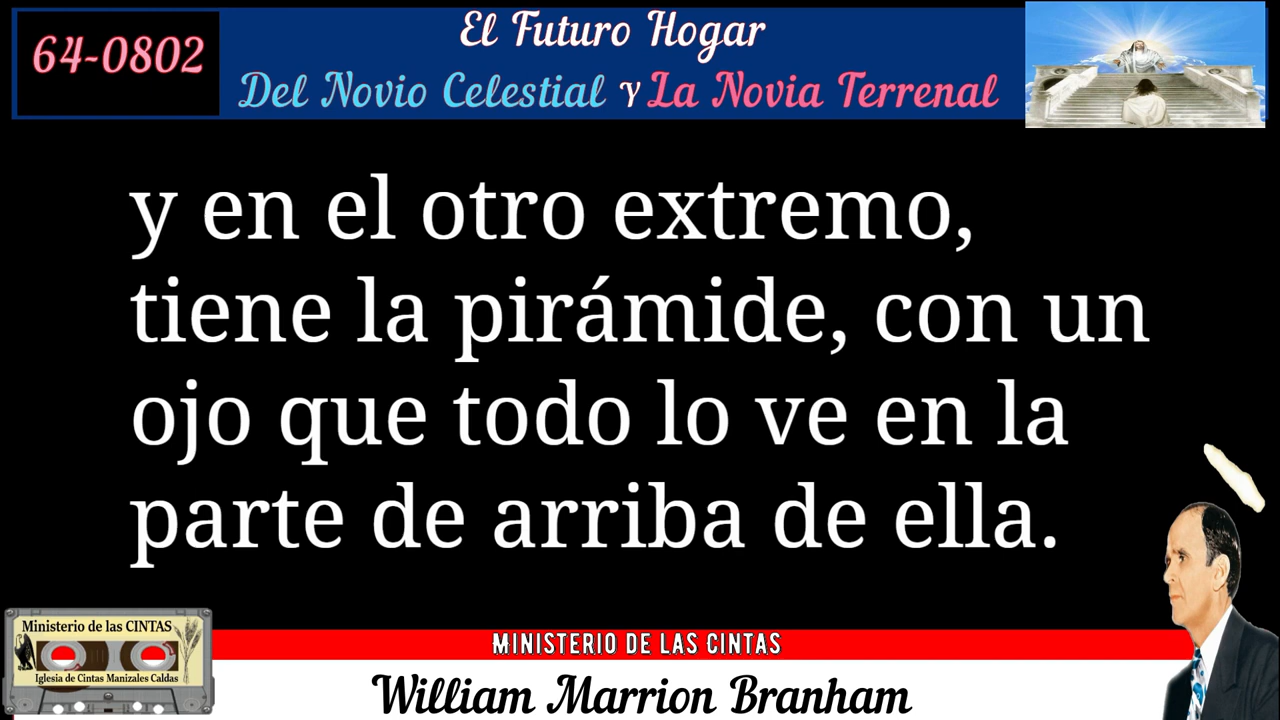 64-0802
El Futuro Hogar
Del Novio Celestial y La Novia Terrenal
y en el otro extremo,
tiene la pirámide, con un
ojo que todo lo ve en la
parte de arriba de ella.
Ministerio de las CINTAS
Iglesia de Cintas Manizales Caldas
MINISTERIO DE LAS CINTAS
William Marrion Branham